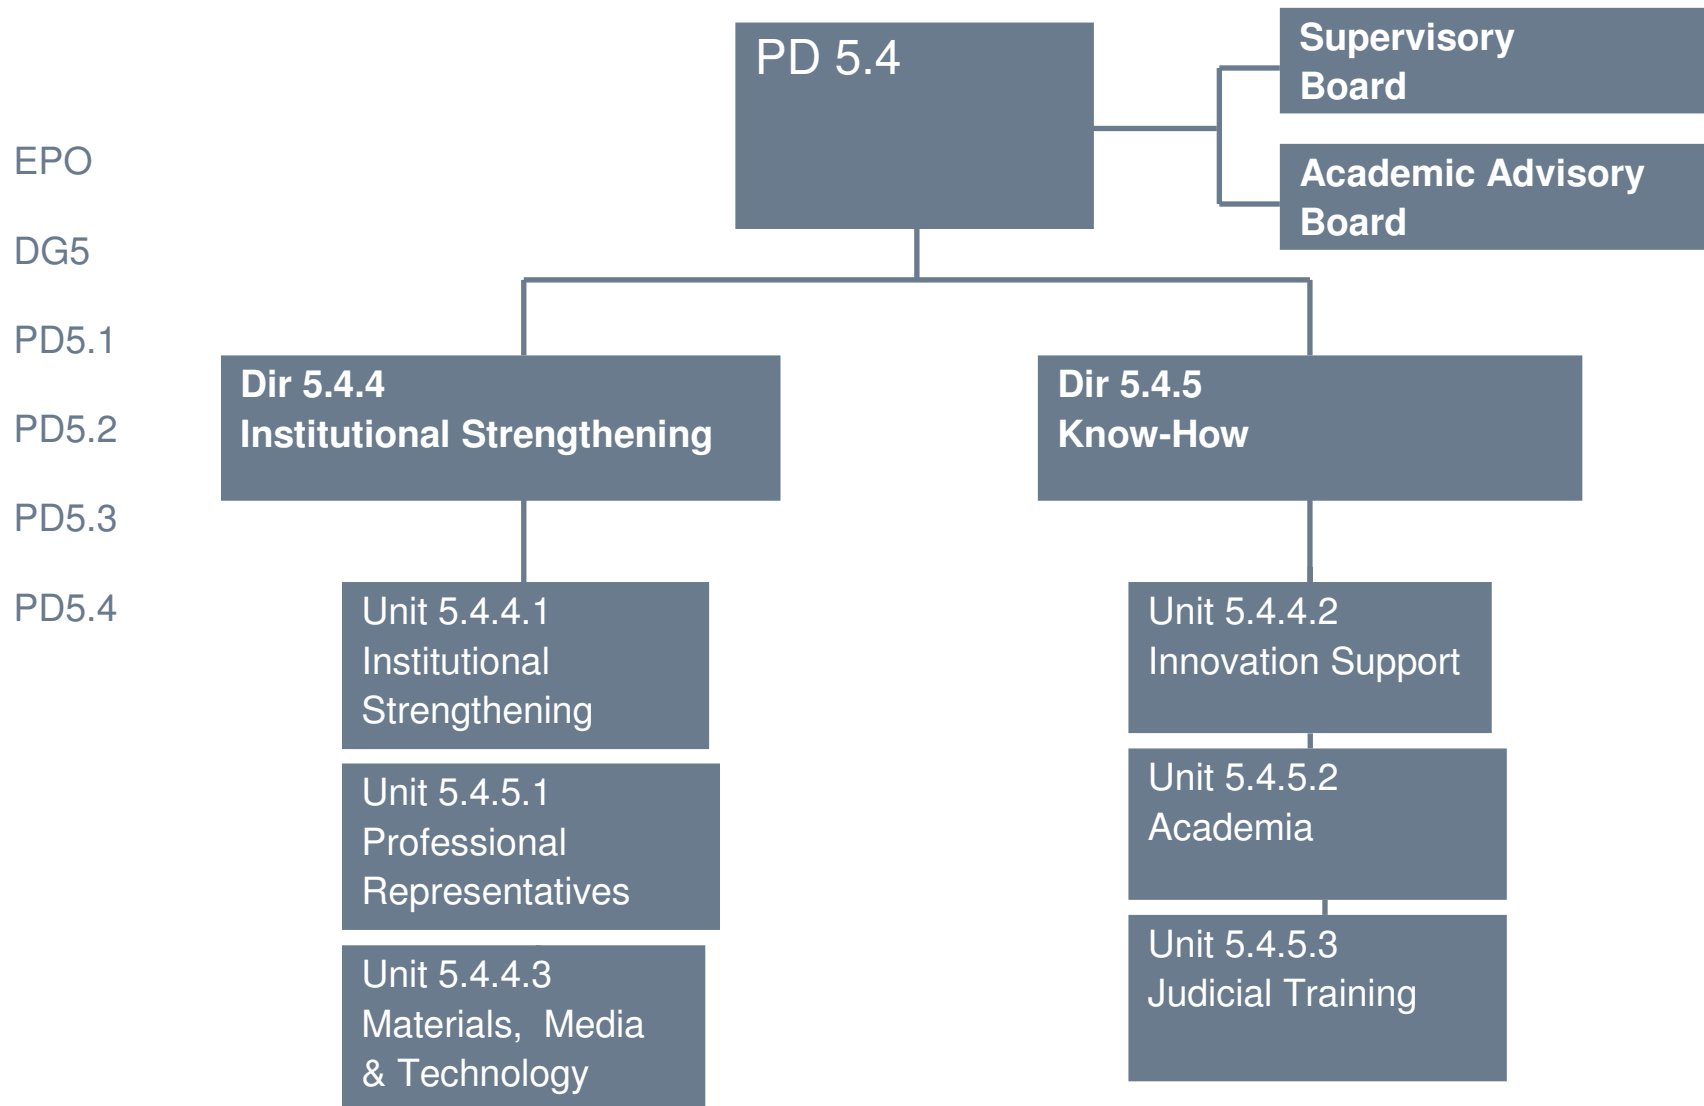 PD 5.4
Supervisory
Board
Academic Advisory
Board
EPO
DG5
PD5.1
PD5.2
PD5.3
PD5.4
Dir 5.4.4
Institutional Strengthening
Dir 5.4.5
Know-How
Unit 5.4.4.1
Institutional
Strengthening
Unit 5.4.5.1
Professional
Representatives
Unit 5.4.4.3
Materials, Media
& Technology
Unit 5.4.4.2
Innovation Support
Unit 5.4.5.2
Academia
Unit 5.4.5.3
Judicial Training